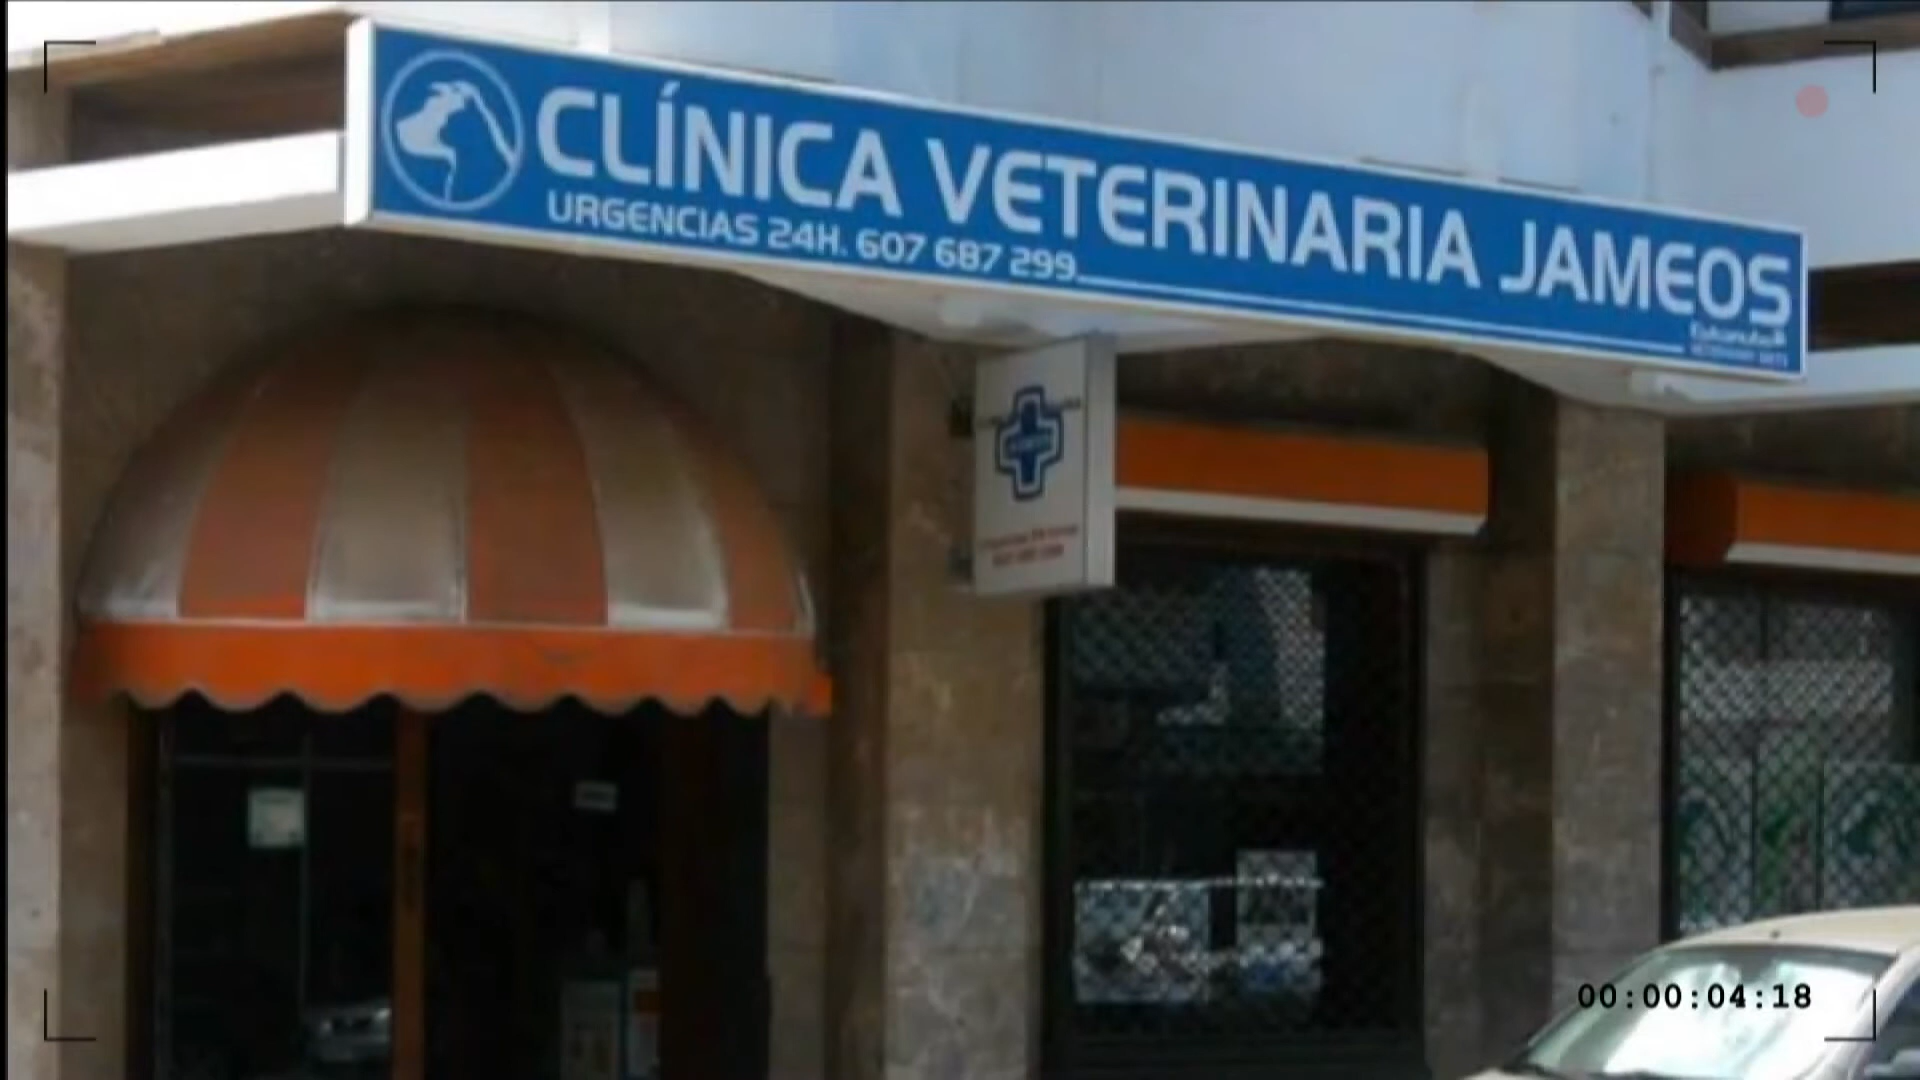 CLÍNICA VETERINARIA JAMEOS
URGENCIAS 24H. 607 687 299
00:00:04:18